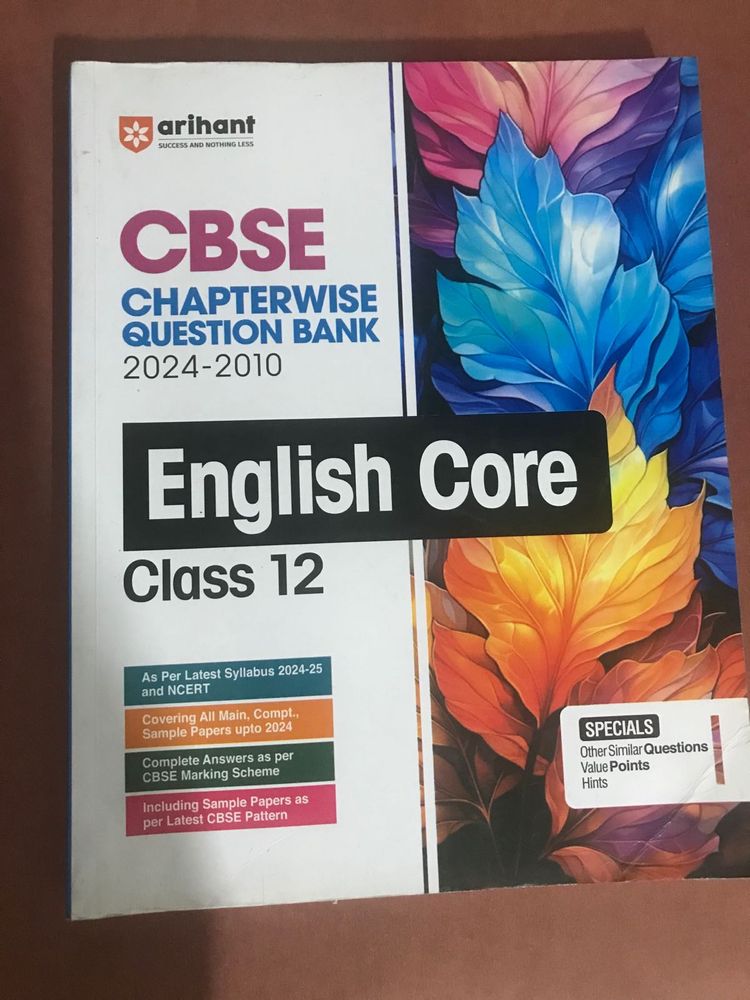 arihant
SUCCESS AND NOTHING LESS
CBSE
CHAPTERWISE
QUESTION BANK
2024-2010
English Core
Class 12
As Per Latest Syllabus 2024-25
and NCERT
Covering All Main, Compt.,
Sample Papers upto 2024
Complete Answers as per
CBSE Marking Scheme
Including Sample Papers as
per Latest CBSE Pattern
SPECIALS
Other Similar Questions
Value Points
Hints